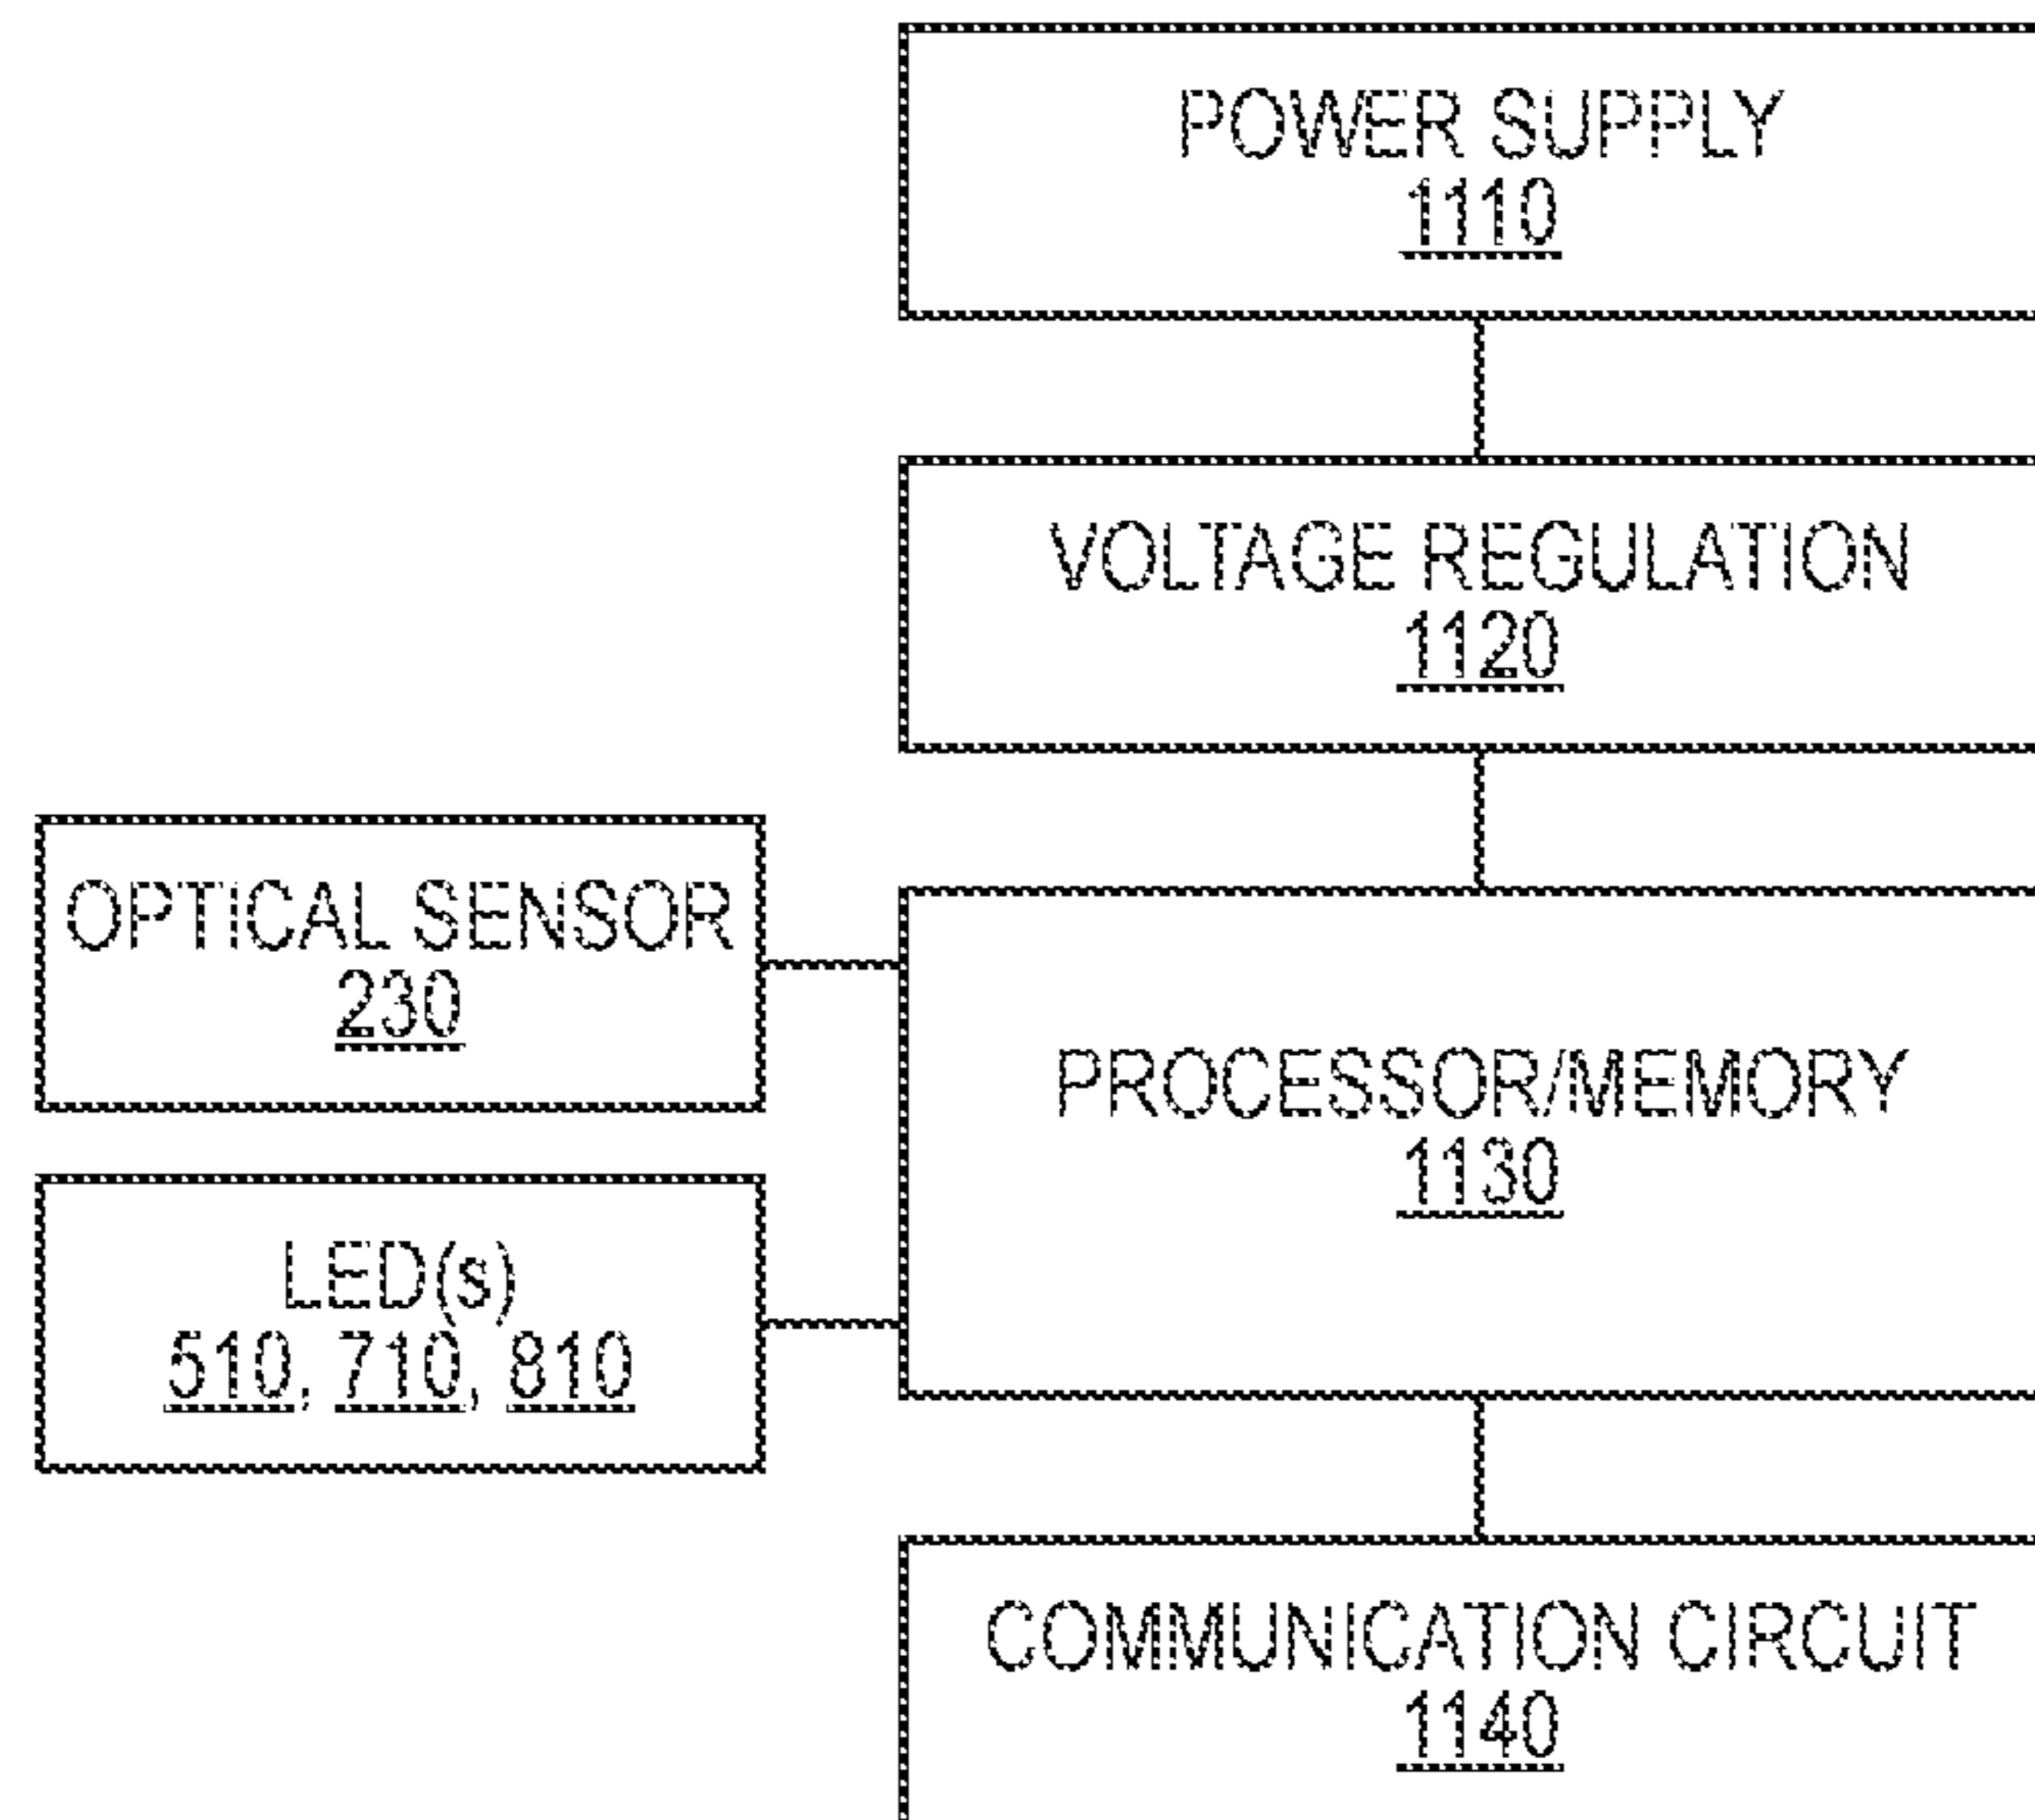 POWER SUPPLY
1110
VOLTAGE REGULATION
1120
OPTICAL SENSOR
230
PROCESSOR/MEMORY
1130
LED(s)
510, 710, 810
COMMUNICATION CIRCUIT
1140